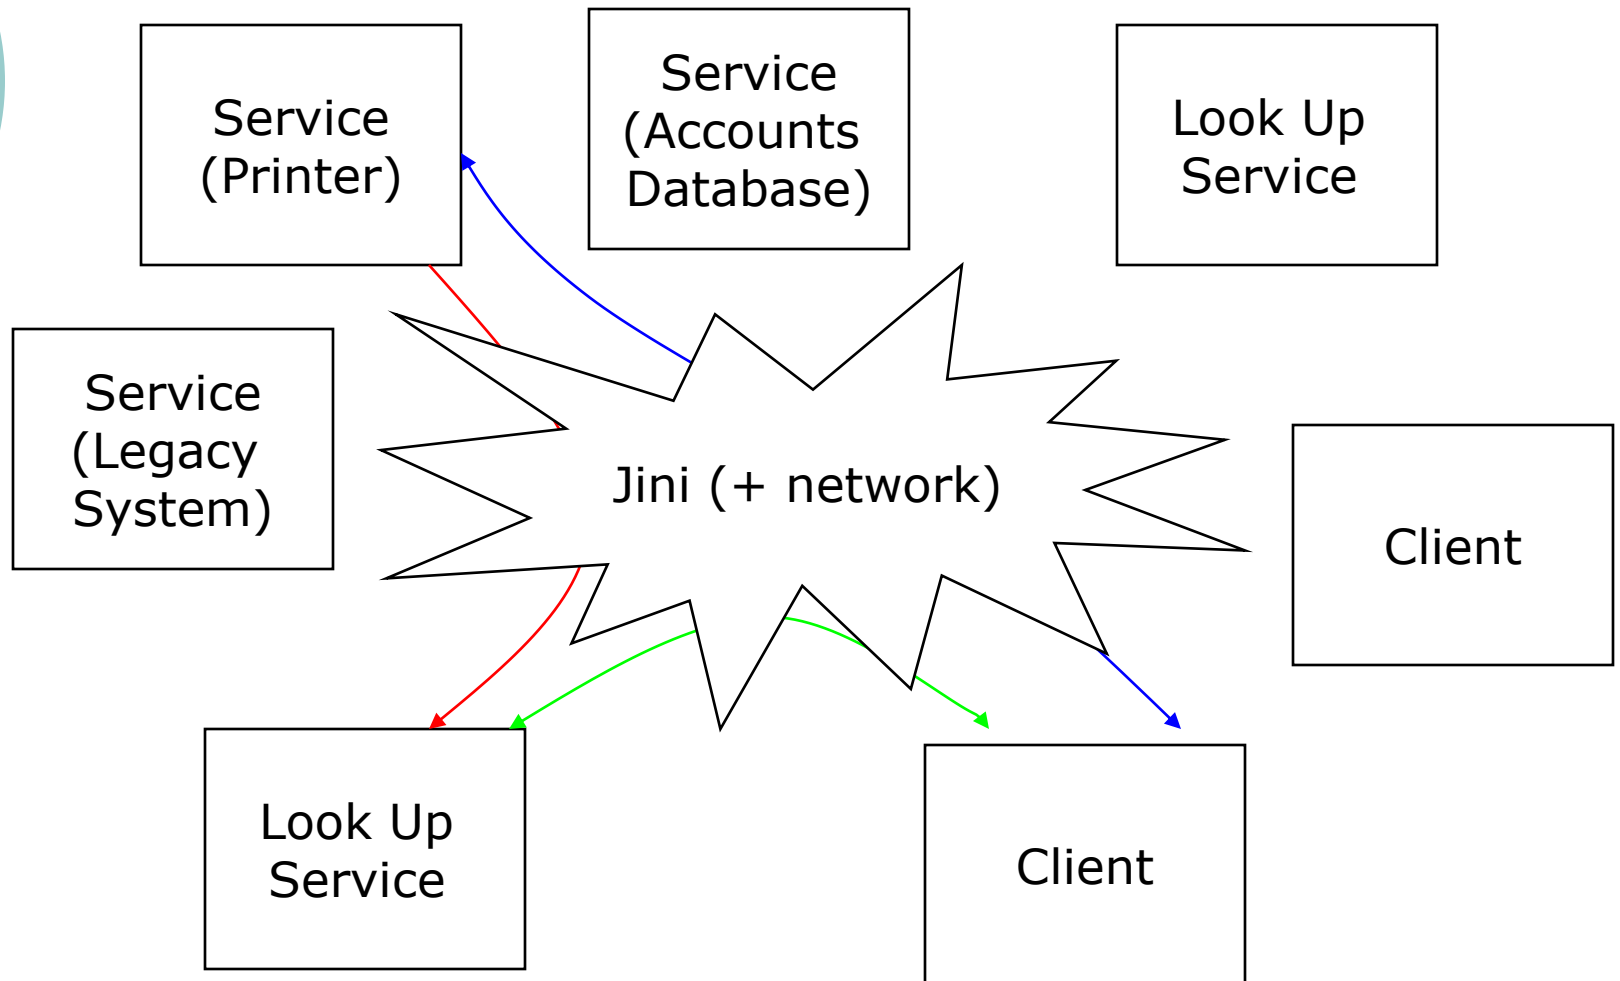 Service
(Printer)
Service
(Accounts
Database)
Look Up
Service
Service
(Legacy
System)
Jini (+ network)
Client
Look Up
Service
Client